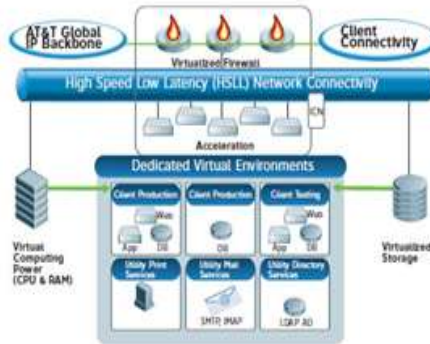 AT&T Global
IP Backbone
Client
Connectivity
Virtualized Firewall
High Speed Low Latency (HSLL) Network Connectivity
ICN
Acceleration
Dedicated Virtual Environments
Client Production
Client Production
Client Testing
Web
App
DB
DB
Web
App
DB
Virtual
Computing
Power
(CPU & RAM)
Virtualized
Storage
Utility Print
Services
Utility Mail
Services
Utility Directory
Services
SMTP, IMAP
LDAP AD